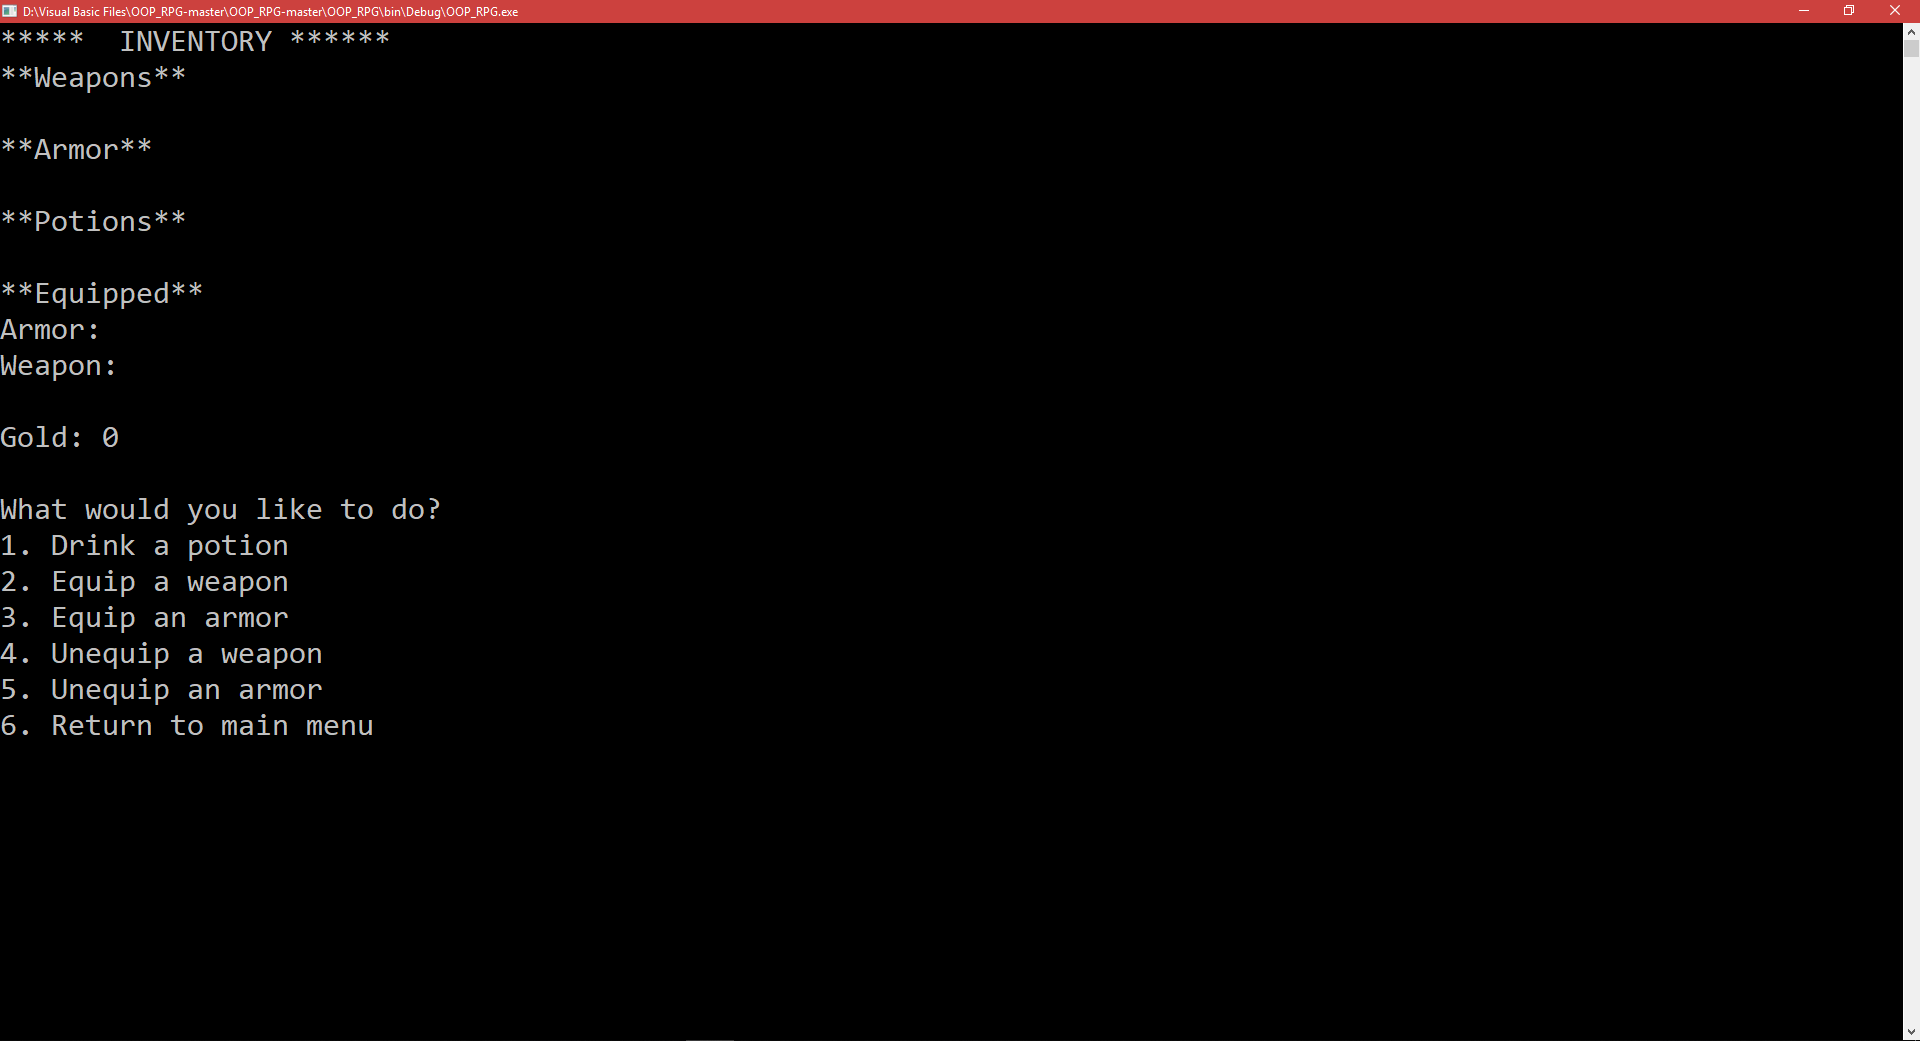 D:\Visual Basic Files\OOP_RPG-master\OOP_RPG-master\OOP_RPG\bin\Debug\OOP_RPG.exe
*****  INVENTORY ******
**Weapons**
**Armor**
**Potions**
**Equipped**
Armor:
Weapon:
Gold: 0
What would you like to do?
1. Drink a potion
2. Equip a weapon
3. Equip an armor
4. Unequip a weapon
5. Unequip an armor
6. Return to main menu